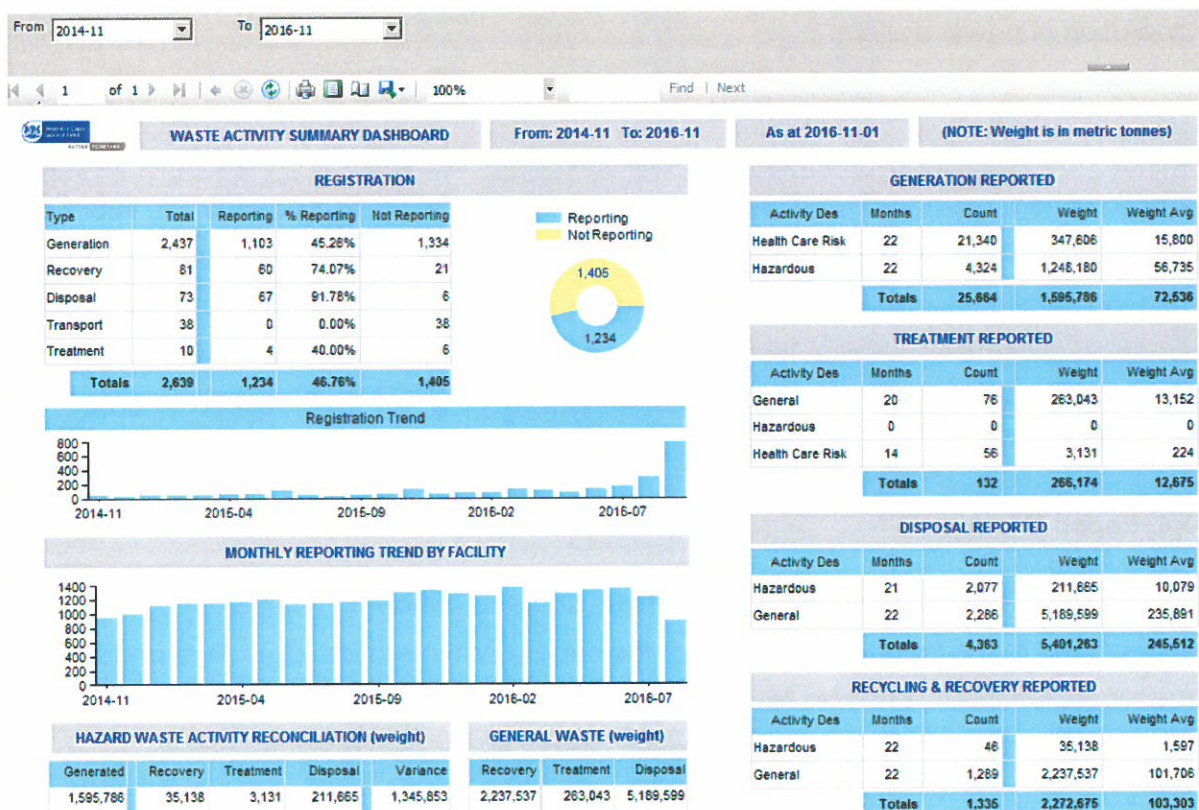 From 2014-11 To 2016-11
1 of 1 100% Find | Next
BETTER TOGETHER.
WASTE ACTIVITY SUMMARY DASHBOARD From: 2014-11 To: 2016-11 As at 2016-11-01 (NOTE: Weight is in metric tonnes)
REGISTRATION
Type Total Reporting % Reporting Not Reporting
Generation 2,437 1,103 45.26% 1,334
Recovery 81 60 74.07% 21
Disposal 73 67 91.78% 6
Transport 38 0 0.00% 38
Treatment 10 4 40.00% 6
Totals 2,639 1,234 46.76% 1,405
Reporting
Not Reporting
1,405
1,234
Registration Trend
800
600
400
200
0
2014-11 2015-04 2015-09 2016-02 2016-07
MONTHLY REPORTING TREND BY FACILITY
1400
1200
1000
800
600
400
200
0
2014-11 2015-04 2015-09 2016-02 2016-07
HAZARD WASTE ACTIVITY RECONCILIATION (weight)
Generated Recovery Treatment Disposal Variance
1,595,786 35,138 3,131 211,665 1,345,853
GENERAL WASTE (weight)
Recovery Treatment Disposal
2,237,537 263,043 5,189,599
GENERATION REPORTED
Activity Des Months Count Weight Weight Avg
Health Care Risk 22 21,340 347,606 15,800
Hazardous 22 4,324 1,248,180 56,735
Totals 25,664 1,595,786 72,536
TREATMENT REPORTED
Activity Des Months Count Weight Weight Avg
General 20 76 263,043 13,152
Hazardous 0 0 0 0
Health Care Risk 14 56 3,131 224
Totals 132 266,174 12,675
DISPOSAL REPORTED
Activity Des Months Count Weight Weight Avg
Hazardous 21 2,077 211,665 10,079
General 22 2,286 5,189,599 235,891
Totals 4,363 5,401,263 245,512
RECYCLING & RECOVERY REPORTED
Activity Des Months Count Weight Weight Avg
Hazardous 22 46 35,138 1,597
General 22 1,289 2,237,537 101,706
Totals 1,335 2,272,675 103,303